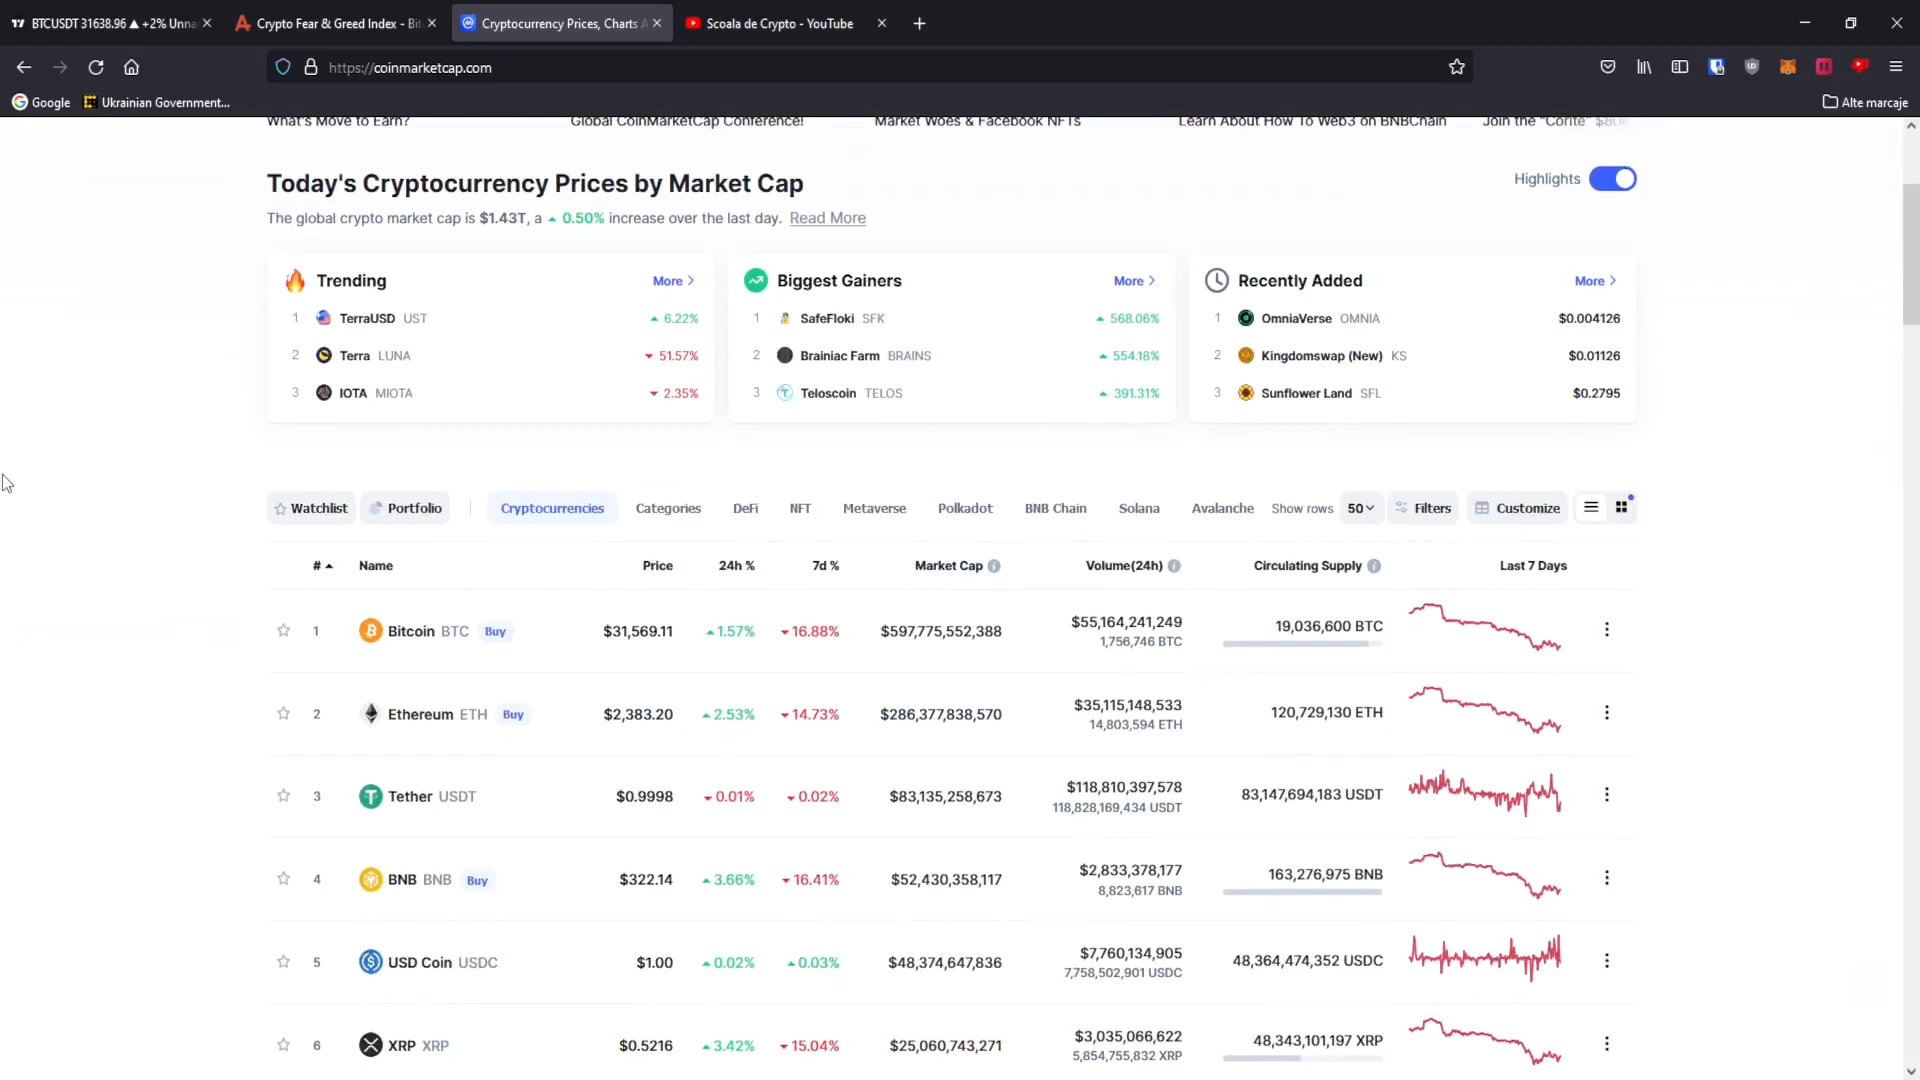 BTCUSDT 31638.96 ▲ +2% Unna
Crypto Fear & Greed Index - Bit
Cryptocurrency Prices, Charts A
Scoala de Crypto - YouTube
https://coinmarketcap.com
Google
Ukrainian Government...
Alte marcaje
What's Move to Earn?
Global CoinMarketCap Conference!
Market Woes & Facebook NFTs
Learn About How To Web3 on BNBChain
Join the "Corite" $80
Today's Cryptocurrency Prices by Market Cap
Highlights
The global crypto market cap is $1.43T, a ▲ 0.50% increase over the last day. Read More
Trending
More >
1 TerraUSD UST ▲ 6.22%
2 Terra LUNA ▼ 51.57%
3 IOTA MIOTA ▼ 2.35%
Biggest Gainers
More >
1 SafeFloki SFK ▲ 568.06%
2 Brainiac Farm BRAINS ▲ 554.18%
3 Teloscoin TELOS ▲ 391.31%
Recently Added
More >
1 OmniaVerse OMNIA $0.004126
2 Kingdomswap (New) KS $0.01126
3 Sunflower Land SFL $0.2795
Watchlist Portfolio Cryptocurrencies Categories DeFi NFT Metaverse Polkadot BNB Chain Solana Avalanche Show rows 50 Filters Customize
# ▲ Name Price 24h % 7d % Market Cap Volume(24h) Circulating Supply Last 7 Days
1 Bitcoin BTC Buy $31,569.11 ▲1.57% ▼16.88% $597,775,552,388 $55,164,241,249 19,036,600 BTC
1,756,746 BTC
2 Ethereum ETH Buy $2,383.20 ▲2.53% ▼14.73% $286,377,838,570 $35,115,148,533 120,729,130 ETH
14,803,594 ETH
3 Tether USDT $0.9998 ▼0.01% ▼0.02% $83,135,258,673 $118,810,397,578 83,147,694,183 USDT
118,828,169,434 USDT
4 BNB BNB Buy $322.14 ▲3.66% ▼16.41% $52,430,358,117 $2,833,378,177 163,276,975 BNB
8,823,617 BNB
5 USD Coin USDC $1.00 ▲0.02% ▲0.03% $48,374,647,836 $7,760,134,905 48,364,474,352 USDC
7,758,502,901 USDC
6 XRP XRP $0.5216 ▲3.42% ▼15.04% $25,060,743,271 $3,035,066,622 48,343,101,197 XRP
5,854,755,832 XRP